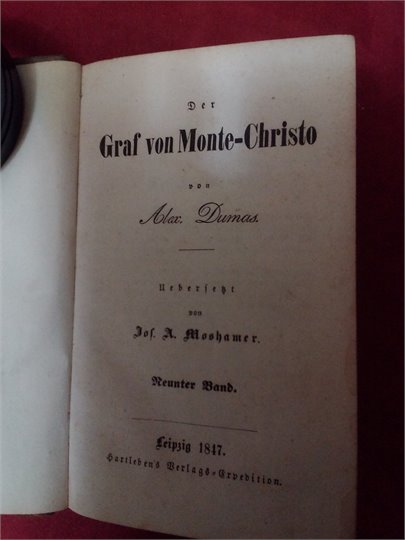 Der
Graf von Monte-Christo
von
Alex. Dumas.
Uebersetzt
von
Jos. A. Moshamer.
Neunter Band.
Leipzig 1847.
Hartleben's Verlags-Expedition.